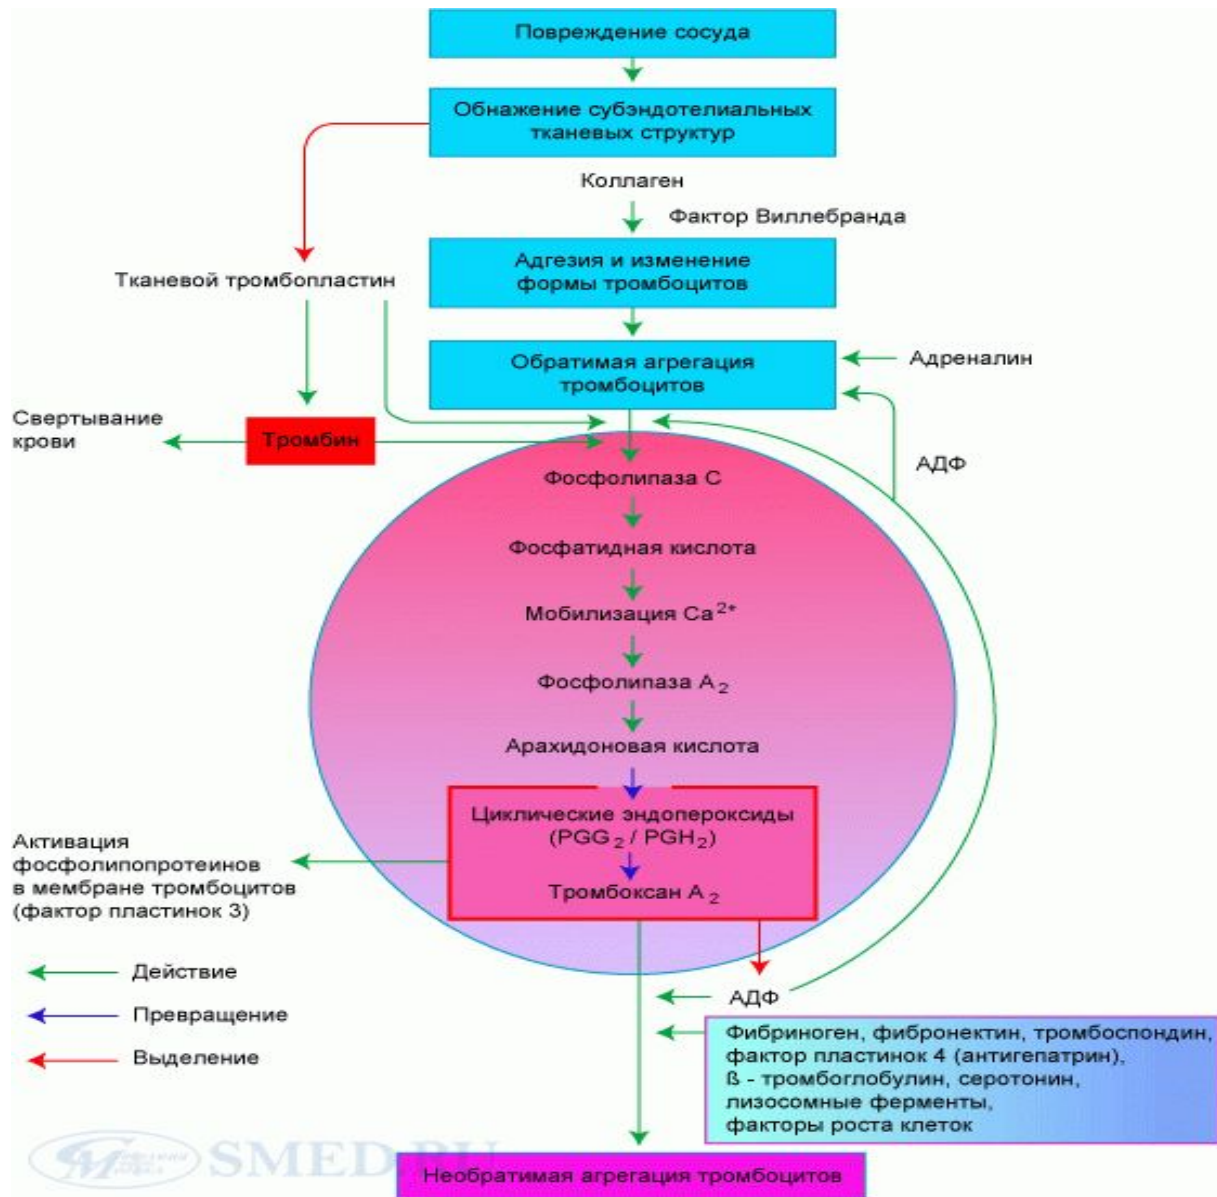 Повреждение сосуда
Обнажение субэндотелиальных
тканевых структур
Коллаген
Фактор Виллебранда
Адгезия и изменение
формы тромбоцитов
Тканевой тромбопластин
Обратимая агрегация
тромбоцитов
Адреналин
Свертывание
крови
Тромбин
АДФ
Фосфолипаза С
Фосфатидная кислота
Мобилизация Ca²⁺
Фосфолипаза А₂
Арахидоновая кислота
Циклические эндопероксиды
(PGG₂ / PGH₂)
Тромбоксан А₂
Активация
фосфолипопротеинов
в мембране тромбоцитов
(фактор пластинок 3)
Действие
Превращение
Выделение
АДФ
Фибриноген, фибронектин, тромбоспондин,
фактор пластинок 4 (антигепатрин),
ß - тромбоглобулин, серотонин,
лизосомные ферменты,
факторы роста клеток
SMED.RU
Необратимая агрегация тромбоцитов